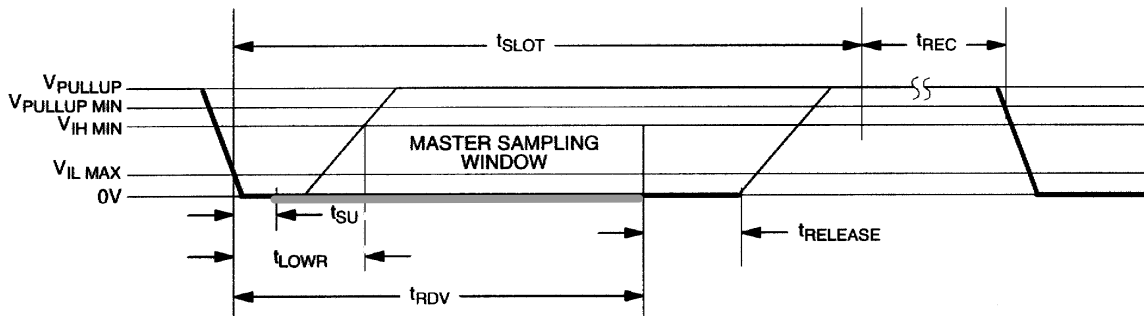 tSLOT
tREC
VPULLUP
VPULLUP MIN
VIH MIN
MASTER SAMPLING
WINDOW
VIL MAX
0V
tSU
tRELEASE
tLOWR
tRDV